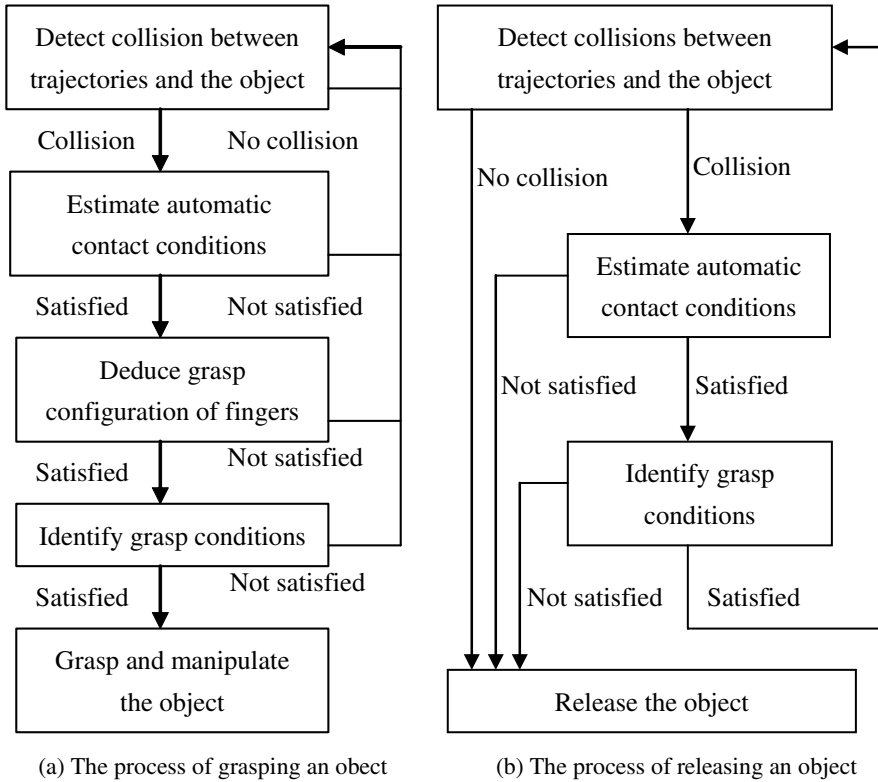 Detect collision between
trajectories and the object
Collision
No collision
Estimate automatic
contact conditions
Satisfied
Not satisfied
Deduce grasp
configuration of fingers
Satisfied
Not satisfied
Identify grasp conditions
Satisfied
Not satisfied
Grasp and manipulate
the object
(a) The process of grasping an obect
Detect collisions between
trajectories and the object
No collision
Collision
Estimate automatic
contact conditions
Not satisfied
Satisfied
Identify grasp
conditions
Not satisfied
Satisfied
Release the object
(b) The process of releasing an object